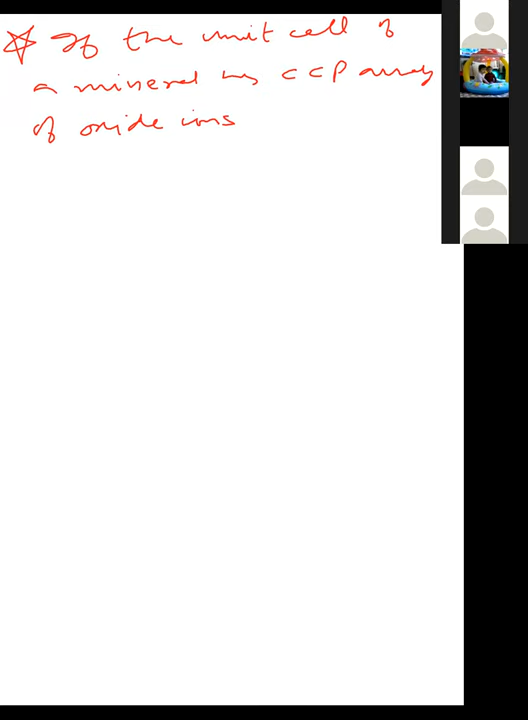 If the unit cell of
a mineral has ccp array
of oxide ions